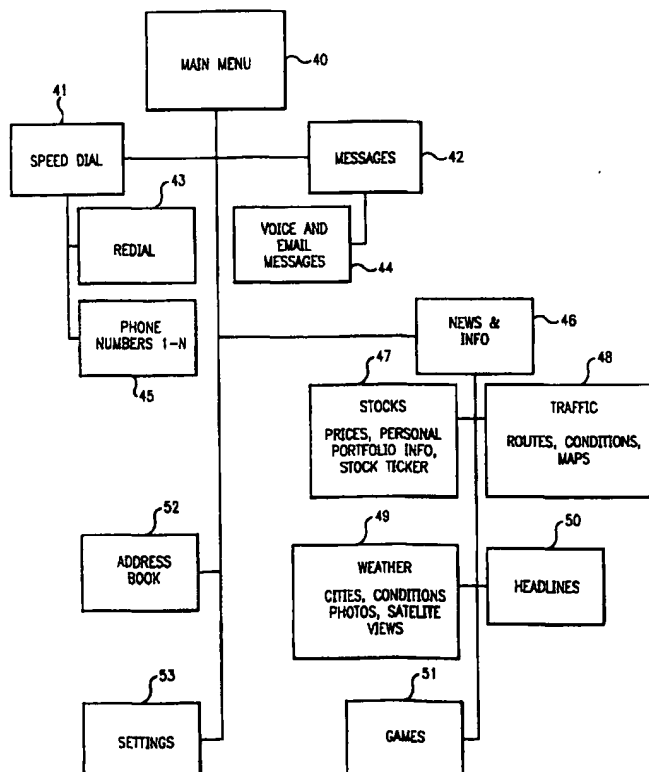 MAIN MENU
40
41
SPEED DIAL
MESSAGES
42
43
REDIAL
VOICE AND
EMAIL
MESSAGES
44
PHONE
NUMBERS 1-N
45
NEWS &
INFO
46
47
STOCKS
PRICES, PERSONAL
PORTFOLIO INFO,
STOCK TICKER
48
TRAFFIC
ROUTES, CONDITIONS,
MAPS
52
ADDRESS
BOOK
49
WEATHER
CITIES, CONDITIONS
PHOTOS, SATELITE
VIEWS
50
HEADLINES
53
SETTINGS
51
GAMES